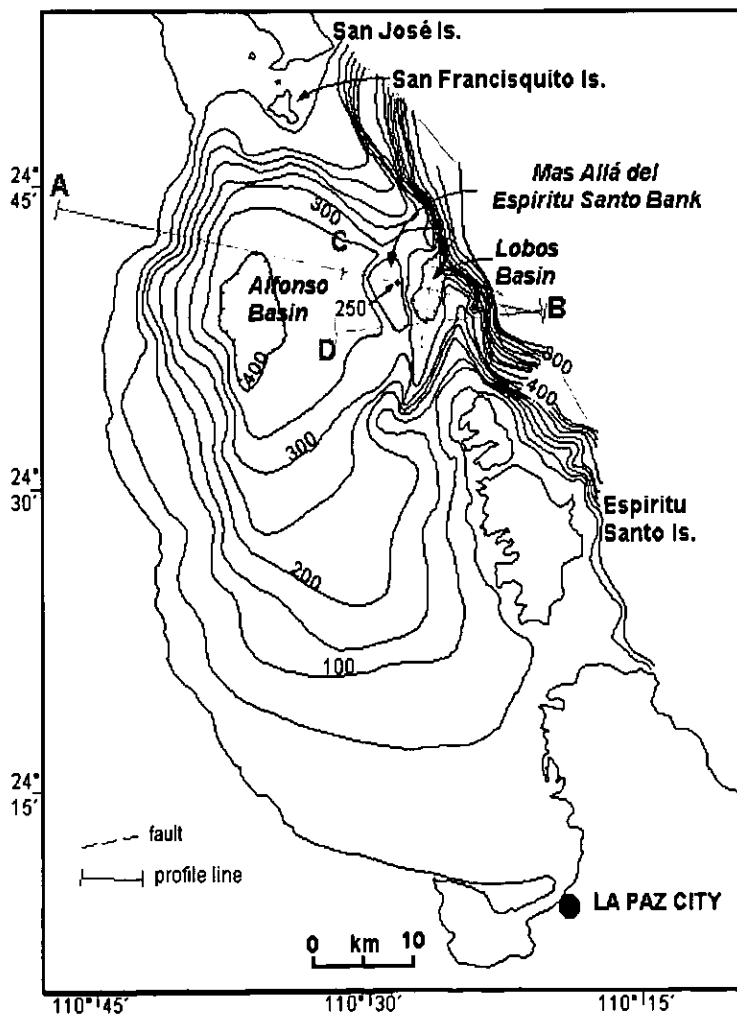 San José Is.
San Francisquito Is.
24°
45′
A
Mas Allá del
Espíritu Santo Bank
300
C
Lobos
Basin
Alfonso
Basin
250
B
D
400
800
400
300
24°
30′
Espiritu
Santo Is.
200
100
24°
15′
fault
profile line
LA PAZ CITY
0 km 10
110°45′
110°30′
110°15′